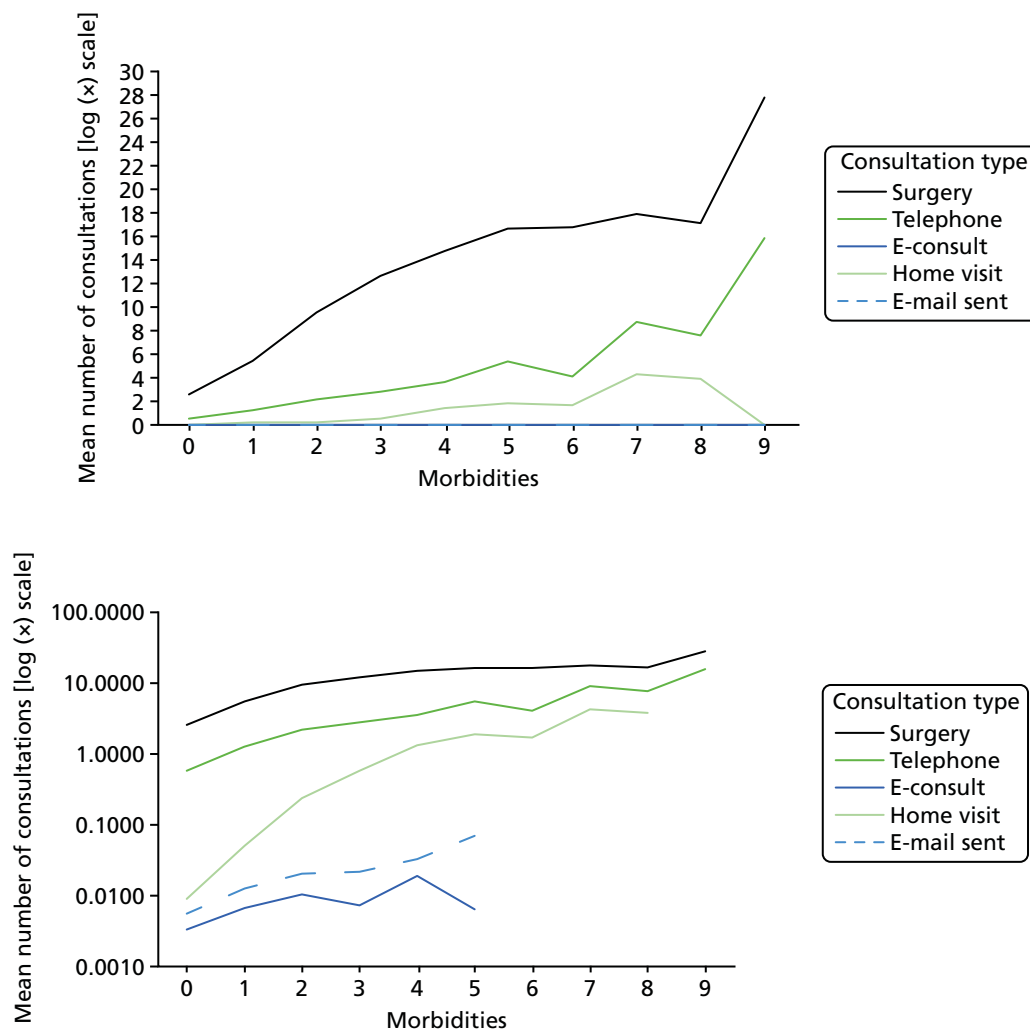 Mean number of consultations [log (×) scale]
30
28
26
24
22
20
18
16
14
12
10
8
6
4
2
0
0 1 2 3 4 5 6 7 8 9
Morbidities
Consultation type
Surgery
Telephone
E-consult
Home visit
E-mail sent
Mean number of consultations [log (×) scale]
100.0000
10.0000
1.0000
0.1000
0.0100
0.0010
0 1 2 3 4 5 6 7 8 9
Morbidities
Consultation type
Surgery
Telephone
E-consult
Home visit
E-mail sent